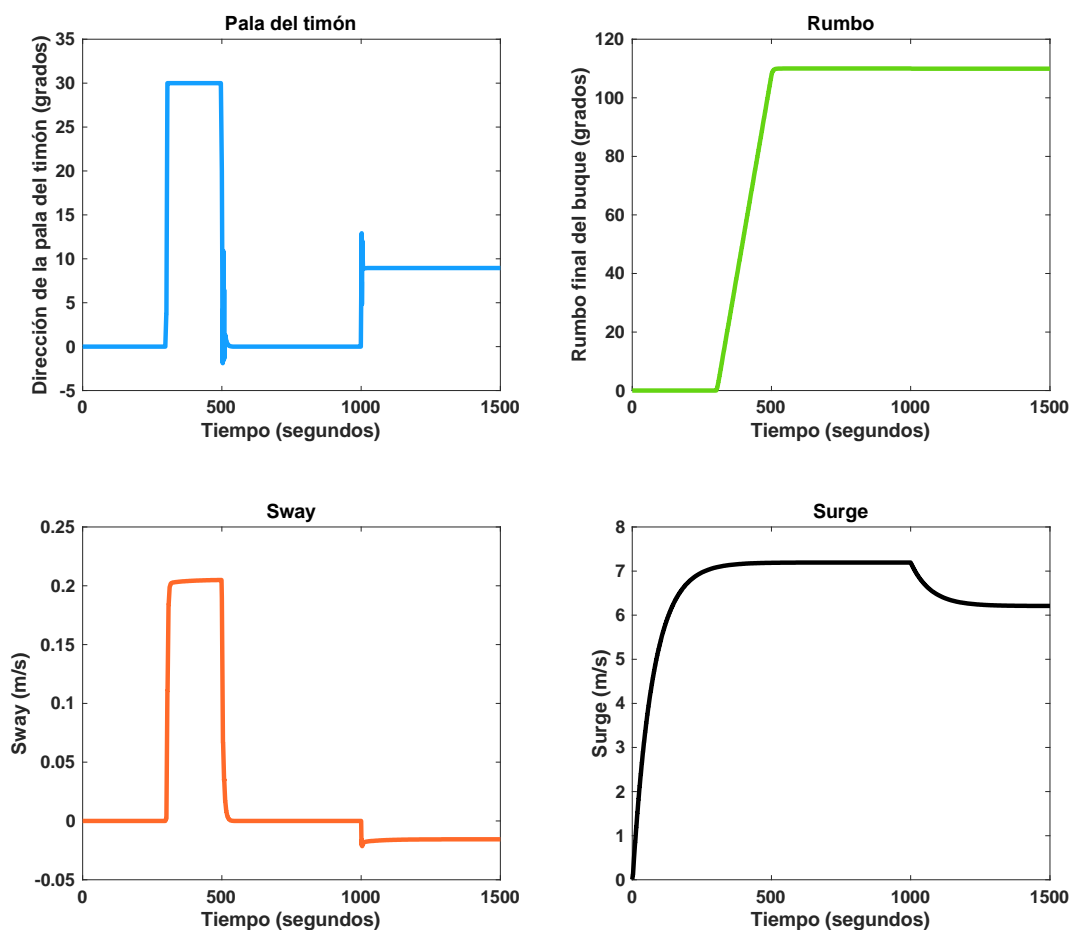 Pala del timón
35
30
25
20
15
10
5
0
-5
Dirección de la pala del timón (grados)
0 500 1000 1500
Tiempo (segundos)
Rumbo
120
100
80
60
40
20
0
Rumbo final del buque (grados)
0 500 1000 1500
Tiempo (segundos)
Sway
0.25
0.2
0.15
0.1
0.05
0
-0.05
Sway (m/s)
0 500 1000 1500
Tiempo (segundos)
Surge
8
7
6
5
4
3
2
1
0
Surge (m/s)
0 500 1000 1500
Tiempo (segundos)